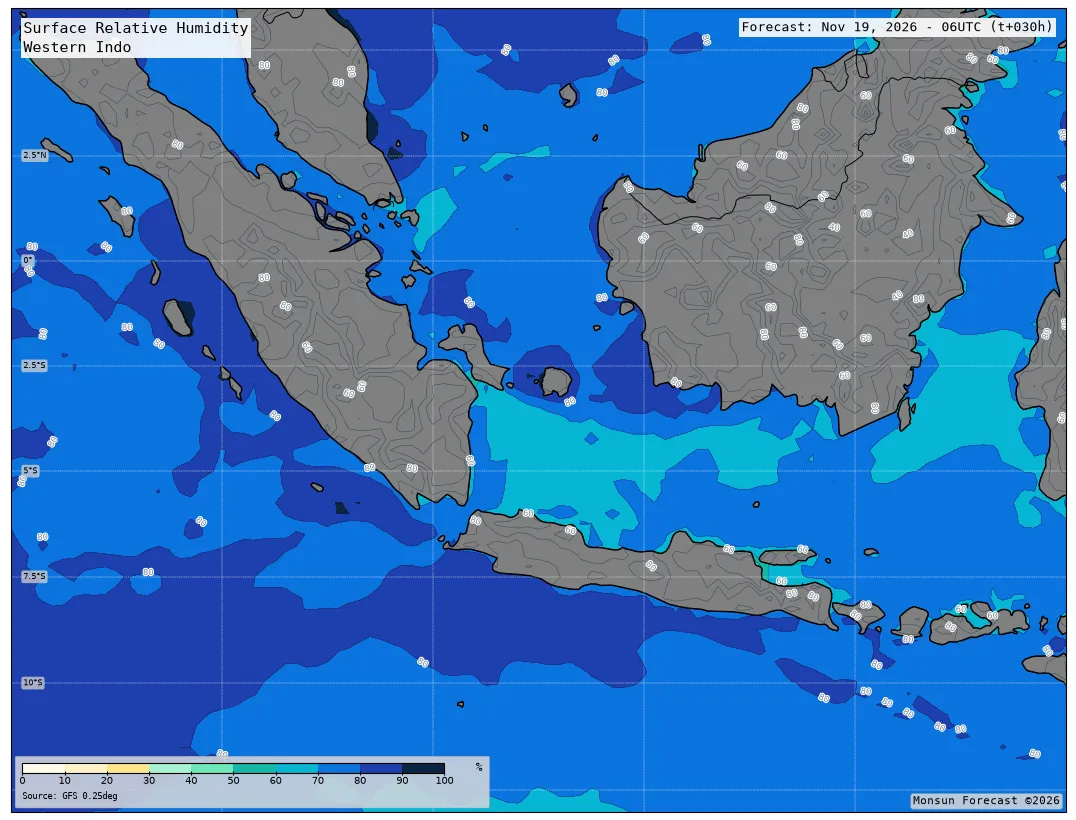 Surface Relative Humidity
Western Indo
Forecast: Nov 19, 2026 - 06UTC (t+030h)
2.5°N
0°
2.5°S
5°S
7.5°S
10°S
%
0 10 20 30 40 50 60 70 80 90 100
Source: GFS 0.25deg
Monsun Forecast ©2026